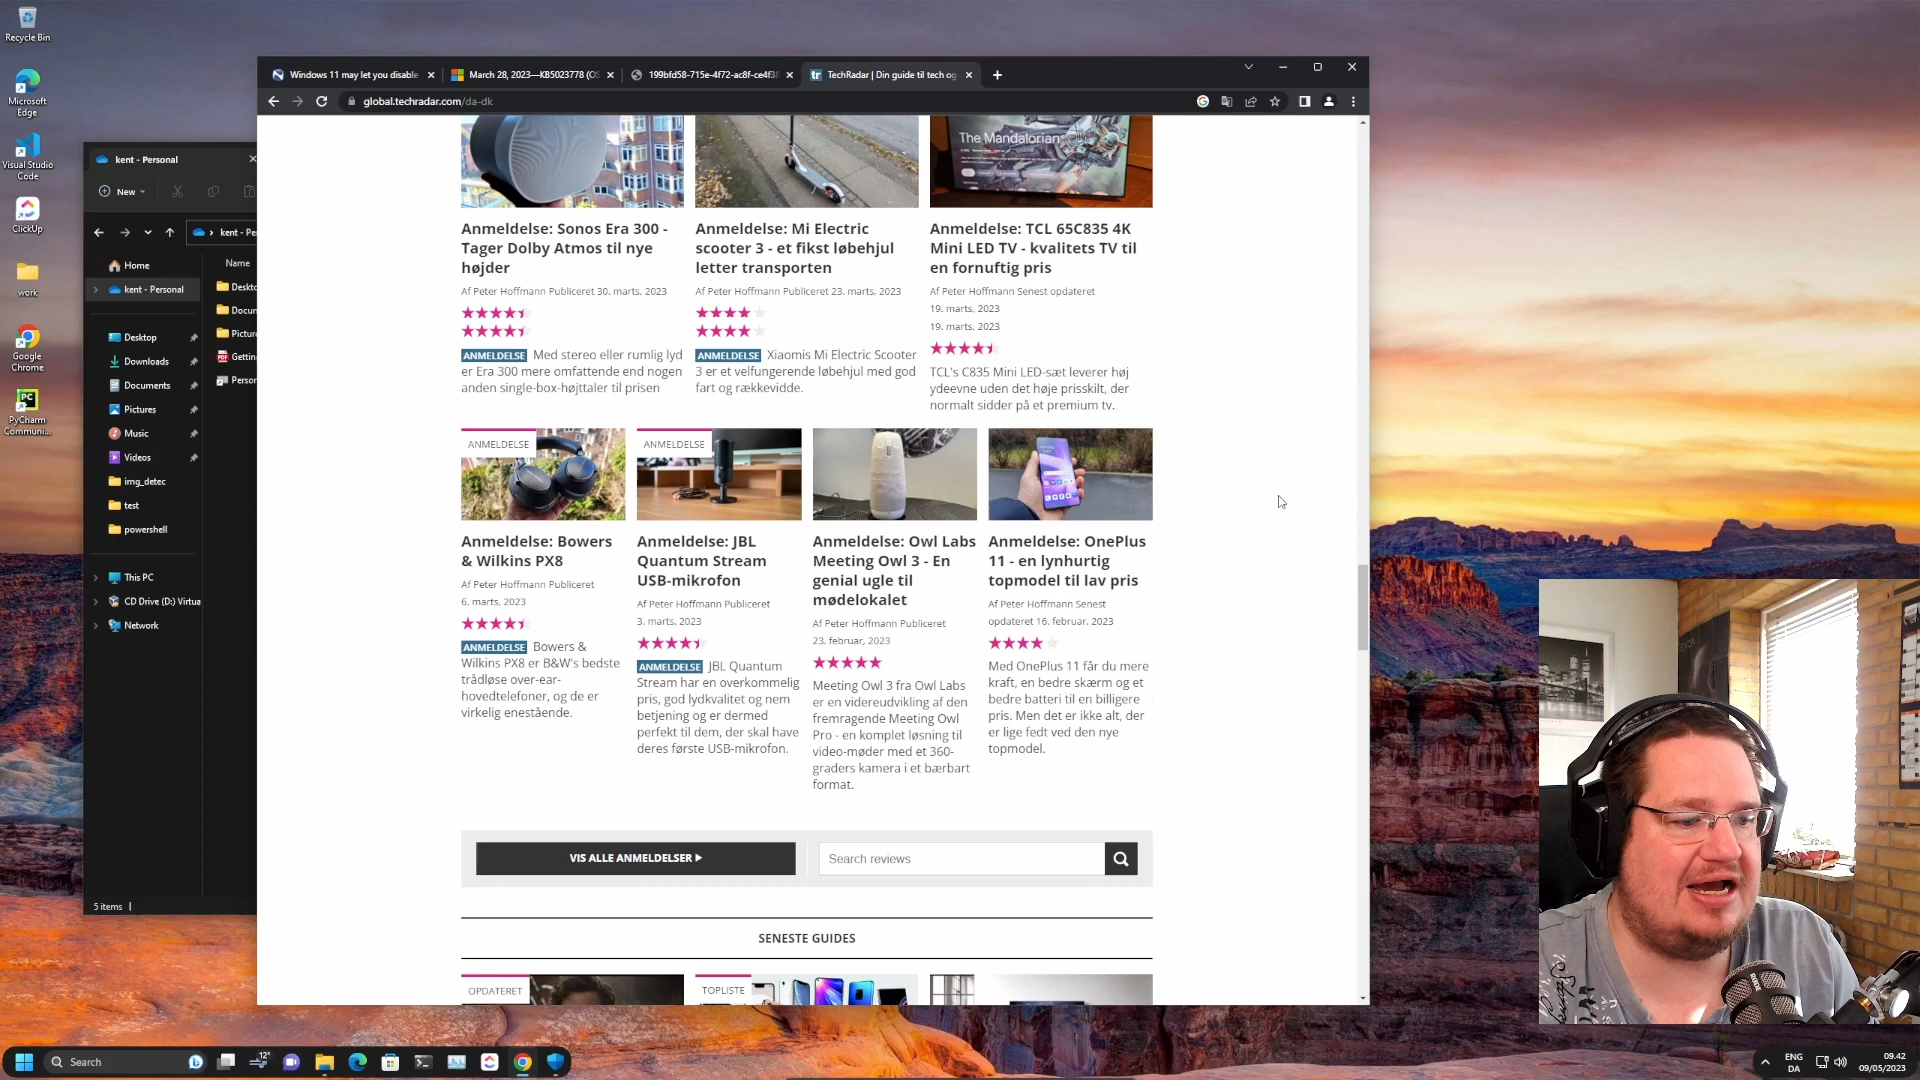 Recycle Bin
Microsoft
Edge
Visual Studio
Code
ClickUp
work
Google
Chrome
PyCharm
Communi...
kent - Personal
New
kent - Pe
Home
kent - Personal
Desktop
Downloads
Documents
Pictures
Music
Videos
img_detec
test
powershell
This PC
CD Drive (D:) Virtua
Network
Name
Deskto
Docum
Picture
Gettin
Person
5 items
Windows 11 may let you disable
March 28, 2023—KB5023778 (OS
199bfd58-715e-4f72-ac8f-ce4f38
TechRadar | Din guide til tech og
global.techradar.com/da-dk
The Mandalorian
Anmeldelse: Sonos Era 300 -
Tager Dolby Atmos til nye
højder
Af Peter Hoffmann Publiceret 30. marts, 2023
ANMELDELSE Med stereo eller rumlig lyd
er Era 300 mere omfattende end nogen
anden single-box-højttaler til prisen
Anmeldelse: Mi Electric
scooter 3 - et fikst løbehjul
letter transporten
Af Peter Hoffmann Publiceret 23. marts, 2023
ANMELDELSE Xiaomis Mi Electric Scooter
3 er et velfungerende løbehjul med god
fart og rækkevidde.
Anmeldelse: TCL 65C835 4K
Mini LED TV - kvalitets TV til
en fornuftig pris
Af Peter Hoffmann Senest opdateret
19. marts, 2023
19. marts, 2023
TCL's C835 Mini LED-sæt leverer høj
ydeevne uden det høje prisskilt, der
normalt sidder på et premium tv.
ANMELDELSE
Anmeldelse: Bowers
& Wilkins PX8
Af Peter Hoffmann Publiceret
6. marts, 2023
ANMELDELSE Bowers &
Wilkins PX8 er B&W's bedste
trådløse over-ear-
hovedtelefoner, og de er
virkelig enestående.
ANMELDELSE
Anmeldelse: JBL
Quantum Stream
USB-mikrofon
Af Peter Hoffmann Publiceret
3. marts, 2023
ANMELDELSE JBL Quantum
Stream har en overkommelig
pris, god lydkvalitet og nem
betjening og er dermed
perfekt til dem, der skal have
deres første USB-mikrofon.
Anmeldelse: Owl Labs
Meeting Owl 3 - En
genial ugle til
mødelokalet
Af Peter Hoffmann Publiceret
23. februar, 2023
Meeting Owl 3 fra Owl Labs
er en videreudvikling af den
fremragende Meeting Owl
Pro - en komplet løsning til
video-møder med et 360-
graders kamera i et bærbart
format.
Anmeldelse: OnePlus
11 - en lynhurtig
topmodel til lav pris
Af Peter Hoffmann Senest
opdateret 16. februar, 2023
Med OnePlus 11 får du mere
kraft, en bedre skærm og et
bedre batteri til en billigere
pris. Men det er ikke alt, der
er lige fedt ved den nye
topmodel.
VIS ALLE ANMELDELSER
Search reviews
SENESTE GUIDES
OPDATERET
TOPLISTE
Search
12°
ENG
DA
09.42
09/05/2023